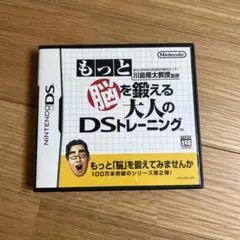 Nintendo
川島隆太教授監修
もっと
脳を鍛える
大人の
DSトレーニング
NINTENDO DS
もっと「脳」を鍛えてみませんか
100万本突破のシリーズ第2弾!